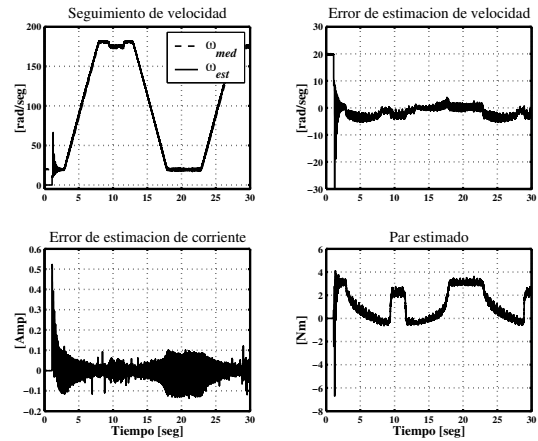 Seguimiento de velocidad
[rad/seg]
200
150
100
50
0
0 5 10 15 20 25 30
ω_med
ω_est
Error de estimacion de velocidad
[rad/seg]
30
20
10
0
−10
−20
−30
0 5 10 15 20 25 30
Error de estimacion de corriente
[Amp]
0.6
0.5
0.4
0.3
0.2
0.1
0
−0.1
−0.2
0 5 10 15 20 25 30
Tiempo [seg]
Par estimado
[Nm]
6
4
2
0
−2
−4
−6
−8
0 5 10 15 20 25 30
Tiempo [seg]